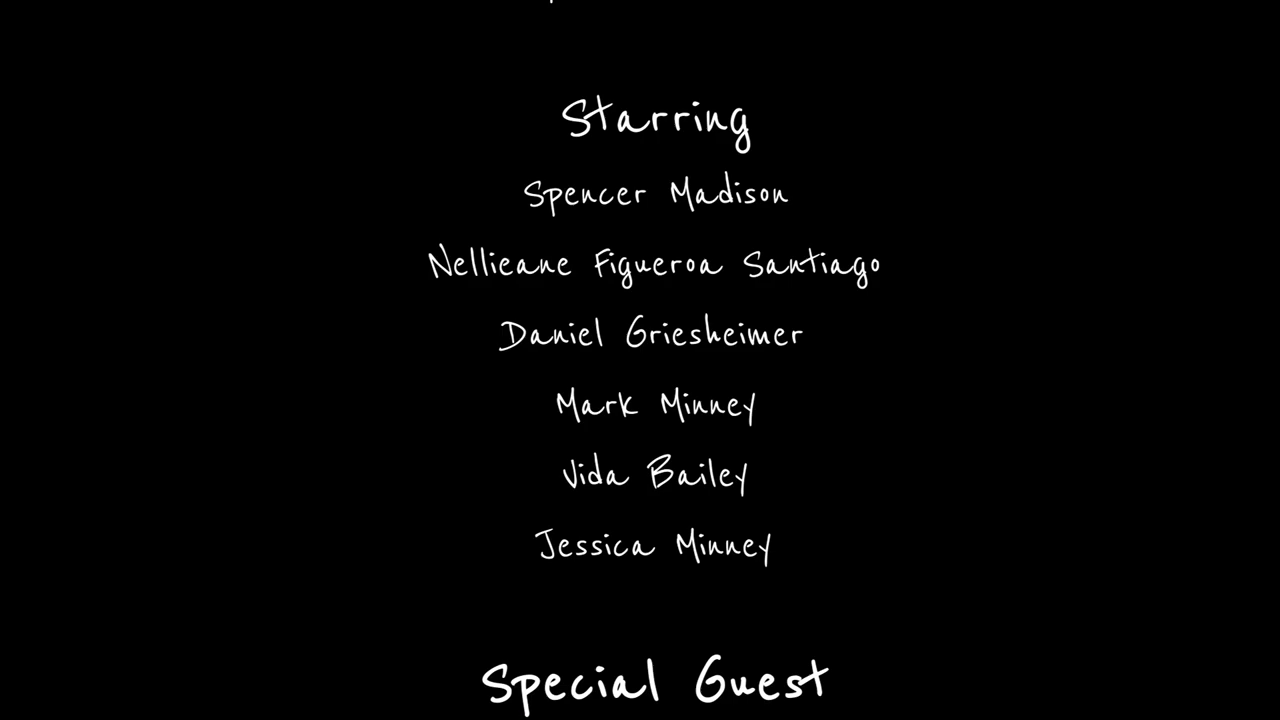 Starring
Spencer Madison
Nellieane Figueroa Santiago
Daniel Griesheimer
Mark Minney
Vida Bailey
Jessica Minney
Special Guest